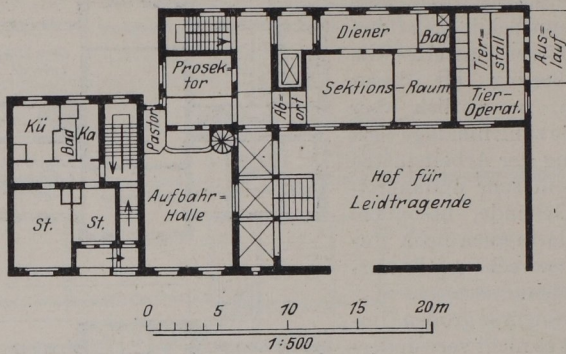 Diener
Bad
Tier=
stall
Aus=
lauf
Prosek=
tor
Sektions-Raum
Ab=
ort
Tier-
Operat.
Kü
Bad
Ka
Pastor
Hof für
Leidtragende
Aufbahr=
Halle
St.
St.
0 5 10 15 20 m
1:500